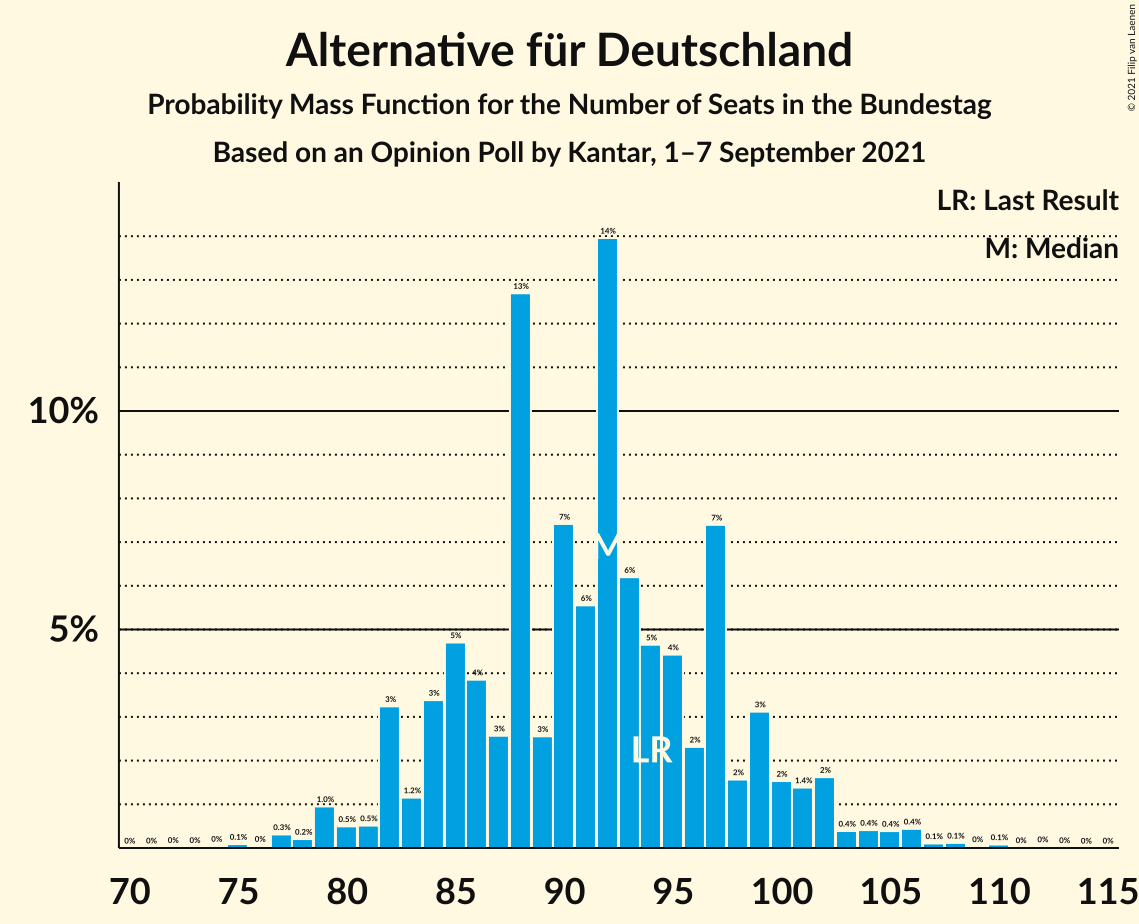 Alternative für Deutschland
Probability Mass Function for the Number of Seats in the Bundestag
Based on an Opinion Poll by Kantar, 1–7 September 2021
© 2021 Filip van Laenen
LR: Last Result
M: Median
10%
5%
0% 0% 0% 0% 0% 0.1% 0% 0.3% 0.2% 1.0% 0.5% 0.5% 3% 1.2% 3% 5% 4% 3% 13% 3% 7% 6% 14% 6% 5% 4% 2% 7% 2% 3% 2% 1.4% 2% 0.4% 0.4% 0.4% 0.4% 0.1% 0.1% 0% 0.1% 0% 0% 0% 0% 0%
M
LR
70 75 80 85 90 95 100 105 110 115